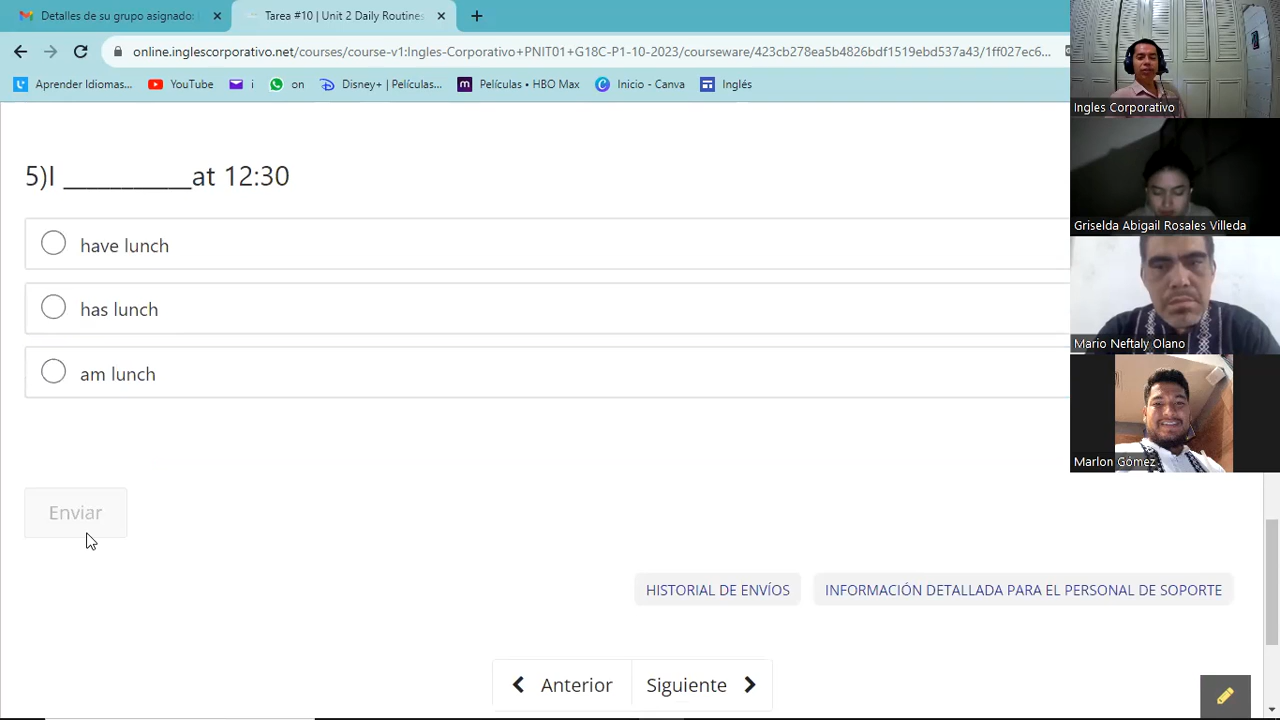 Detalles de su grupo asignado:
Tarea #10 | Unit 2 Daily Routines
online.inglescorporativo.net/courses/course-v1:Ingles-Corporativo+PNIT01+G18C-P1-10-2023/courseware/423cb278ea5b4826bdf1519ebd537a43/1ff027ec6...
Aprender Idiomas...
YouTube
i
on
Disney+ | Películas...
Películas • HBO Max
Inicio - Canva
Inglés
5)I ___________at 12:30
have lunch
has lunch
am lunch
Enviar
HISTORIAL DE ENVÍOS
INFORMACIÓN DETALLADA PARA EL PERSONAL DE SOPORTE
Anterior
Siguiente
Ingles Corporativo
Griselda Abigail Rosales Villeda
Mario Neftaly Olano
Marlon Gómez